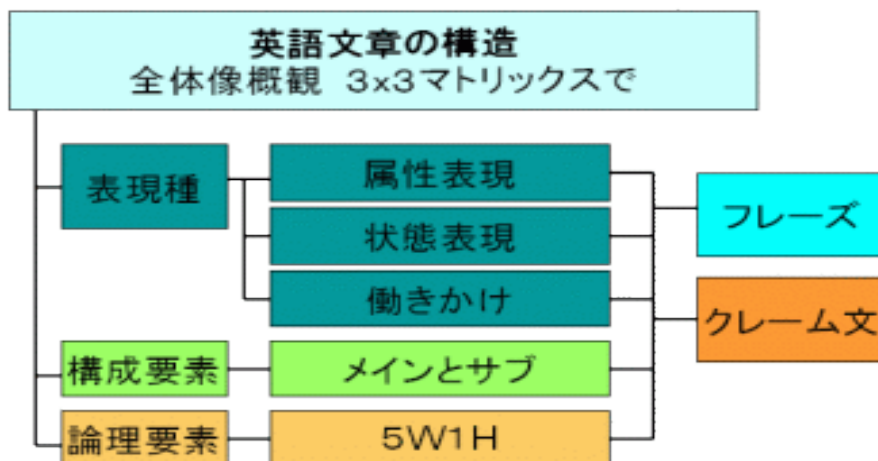 英語文章の構造
全体像概観 3x3マトリックスで
表現種
属性表現
状態表現
働きかけ
フレーズ
クレーム文
構成要素
メインとサブ
論理要素
5W1H